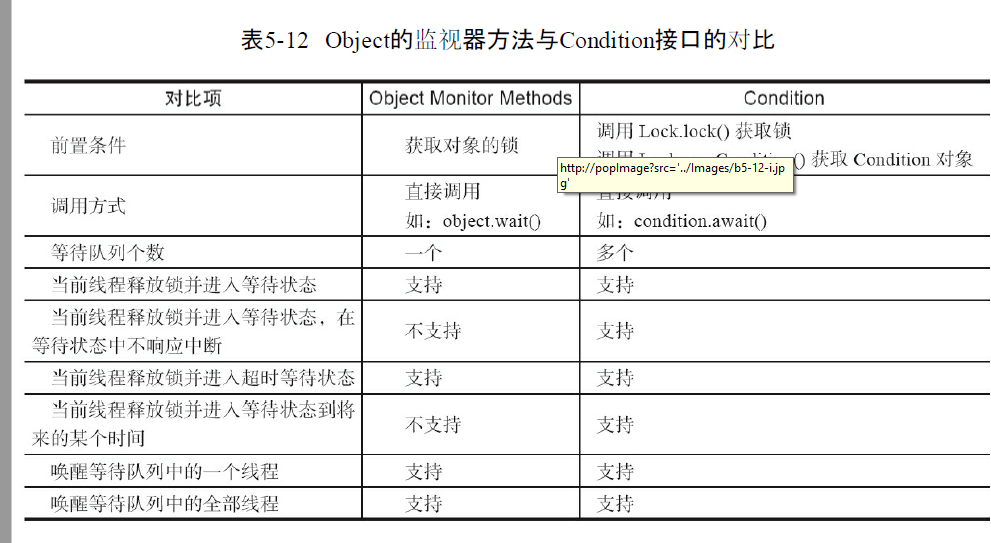 表5-12 Object的监视器方法与Condition接口的对比
对比项 Object Monitor Methods Condition
前置条件 获取对象的锁 调用 Lock.lock() 获取锁
() 获取 Condition 对象
http://popImage?src='../Images/b5-12-i.jp
g'
调用方式 直接调用 直接调用
如：object.wait() 如：condition.await()
等待队列个数 一个 多个
当前线程释放锁并进入等待状态 支持 支持
当前线程释放锁并进入等待状态，在
等待状态中不响应中断 不支持 支持
当前线程释放锁并进入超时等待状态 支持 支持
当前线程释放锁并进入等待状态到将
来的某个时间 不支持 支持
唤醒等待队列中的一个线程 支持 支持
唤醒等待队列中的全部线程 支持 支持